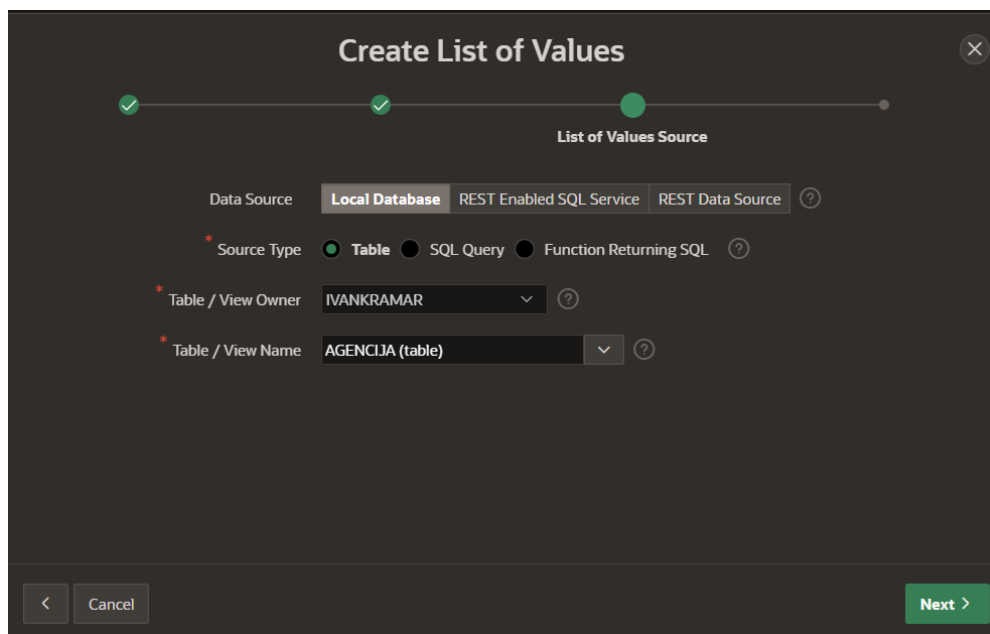 Create List of Values
List of Values Source
Data Source Local Database REST Enabled SQL Service REST Data Source ?
* Source Type Table SQL Query Function Returning SQL ?
* Table / View Owner IVANKRAMAR ?
* Table / View Name AGENCIJA (table) ?
Cancel Next